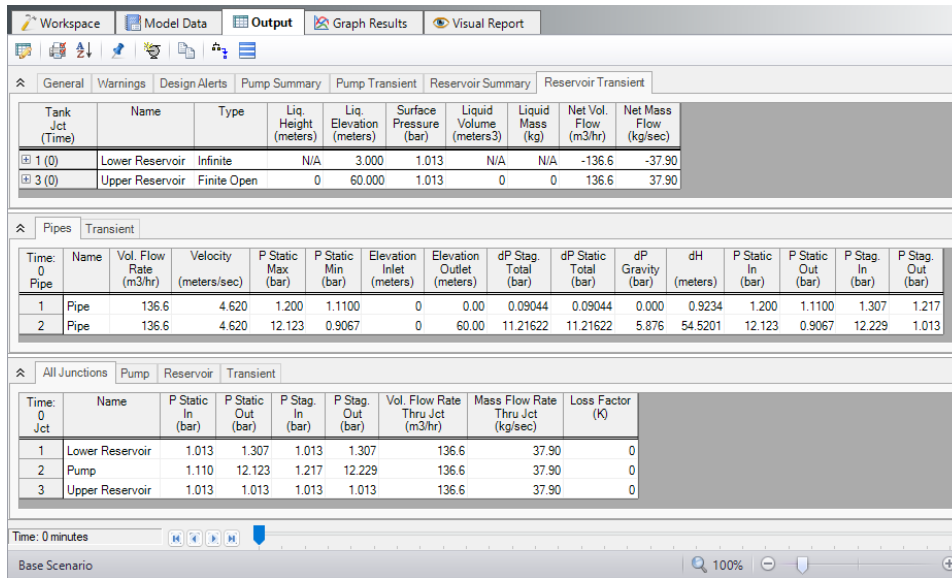 Workspace Model Data Output Graph Results Visual Report
General Warnings Design Alerts Pump Summary Pump Transient Reservoir Summary Reservoir Transient
Tank Jct (Time) Name Type Liq. Height (meters) Liq. Elevation (meters) Surface Pressure (bar) Liquid Volume (meters3) Liquid Mass (kg) Net Vol. Flow (m3/hr) Net Mass Flow (kg/sec)
1 (0) Lower Reservoir Infinite N/A 3.000 1.013 N/A N/A -136.6 -37.90
3 (0) Upper Reservoir Finite Open 0 60.000 1.013 0 0 136.6 37.90
Pipes Transient
Time: 0 Pipe Name Vol. Flow Rate (m3/hr) Velocity (meters/sec) P Static Max (bar) P Static Min (bar) Elevation Inlet (meters) Elevation Outlet (meters) dP Stag. Total (bar) dP Static Total (bar) dP Gravity (bar) dH (meters) P Static In (bar) P Static Out (bar) P Stag. In (bar) P Stag. Out (bar)
1 Pipe 136.6 4.620 1.200 1.1100 0 0.00 0.09044 0.09044 0.000 0.9234 1.200 1.1100 1.307 1.217
2 Pipe 136.6 4.620 12.123 0.9067 0 60.00 11.21622 11.21622 5.876 54.5201 12.123 0.9067 12.229 1.013
All Junctions Pump Reservoir Transient
Time: 0 Jct Name P Static In (bar) P Static Out (bar) P Stag. In (bar) P Stag. Out (bar) Vol. Flow Rate Thru Jct (m3/hr) Mass Flow Rate Thru Jct (kg/sec) Loss Factor (K)
1 Lower Reservoir 1.013 1.307 1.013 1.307 136.6 37.90 0
2 Pump 1.110 12.123 1.217 12.229 136.6 37.90 0
3 Upper Reservoir 1.013 1.013 1.013 1.013 136.6 37.90 0
Time: 0 minutes
Base Scenario 100%